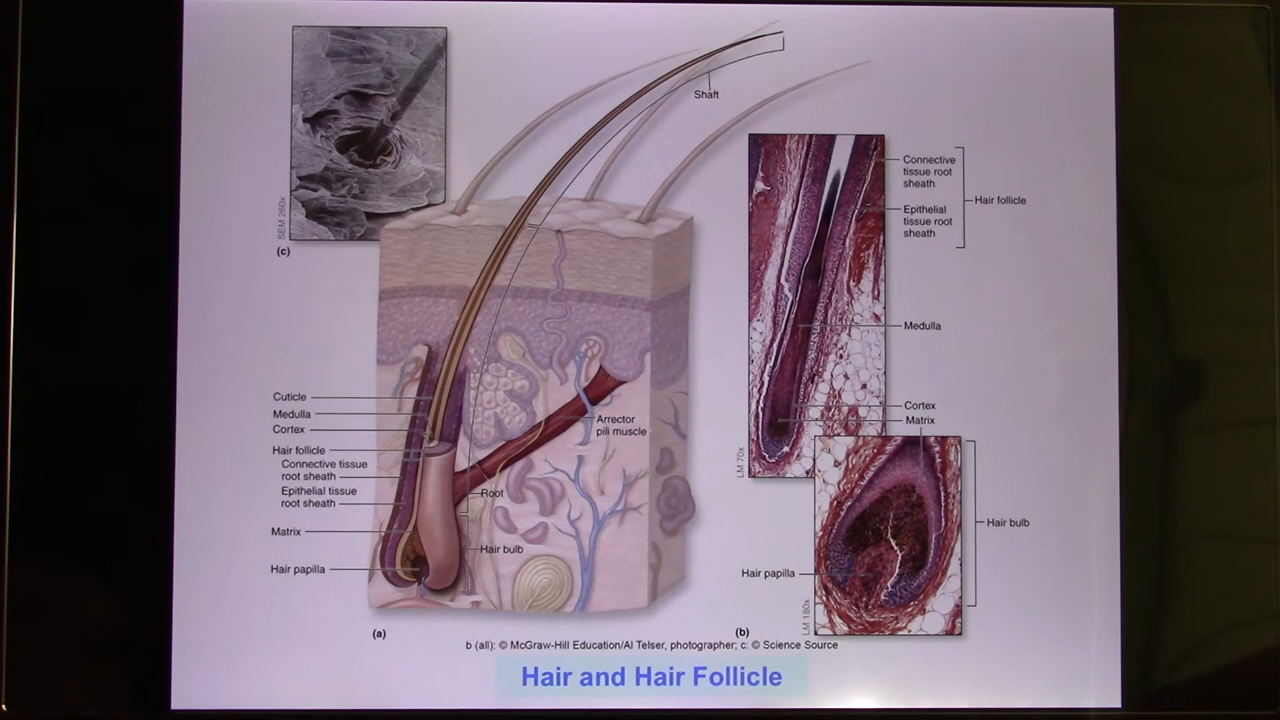 SEM 260x
(c)
Shaft
Connective
tissue root
sheath
Epithelial
tissue root
sheath
Hair follicle
Medulla
Cortex
Matrix
LM 70x
Cuticle
Medulla
Cortex
Hair follicle
Connective tissue
root sheath
Epithelial tissue
root sheath
Matrix
Hair papilla
Arrector
pili muscle
Root
Hair bulb
Hair bulb
Hair papilla
LM 180x
(a)
(b)
b (all): © McGraw-Hill Education/Al Telser, photographer; c: © Science Source
Hair and Hair Follicle